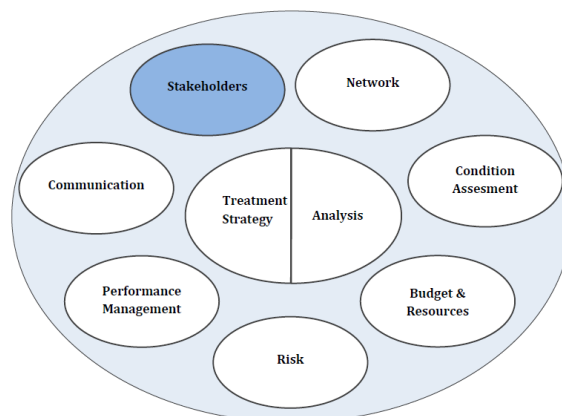 Stakeholders
Network
Communication
Condition
Assesment
Treatment
Strategy
Analysis
Performance
Management
Budget &
Resources
Risk